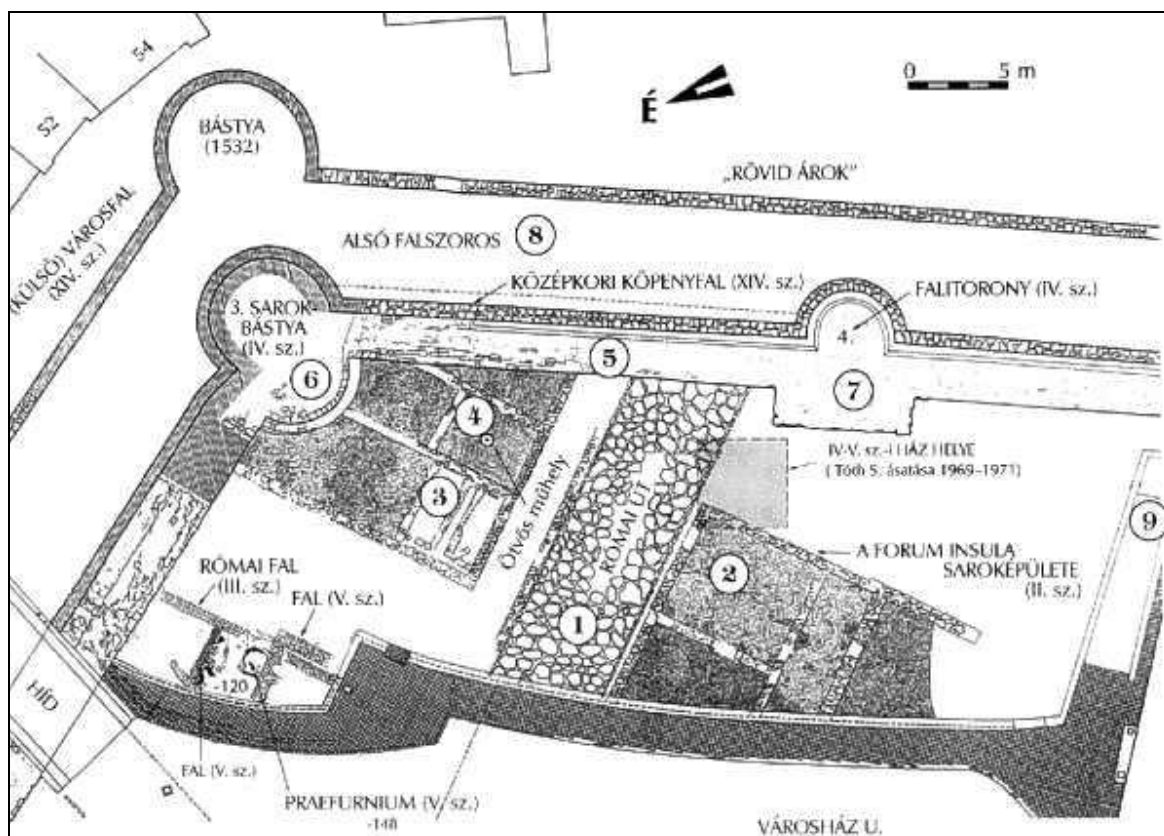 54
52
BÁSTYA
(1532)
É
0 5 m
„RÖVID ÁROK”
(KÜLSŐ) VÁROSFAL
(XIV. sz.)
ALSÓ FALSZOROS 8
KÖZÉPKORI KÖPENYFAL (XIV. sz.)
FALITORONY (IV. sz.)
3. SAROK-
BÁSTYA
(IV. sz.)
4.
5
6
7
4
IV-V. sz.-i HÁZ HELYE
( Tóth S. ásatása 1969–1971)
3
Ötvös műhely
RÓMAI ÚT
9
2
A FORUM INSULA
SAROKÉPÜLETE
(II. sz.)
RÓMAI FAL
(III. sz.)
FAL (V. sz.)
1
-120
HÍD
FAL (V. sz.)
PRAEFURNIUM (V. sz.)
-148
VÁROSHÁZ U.